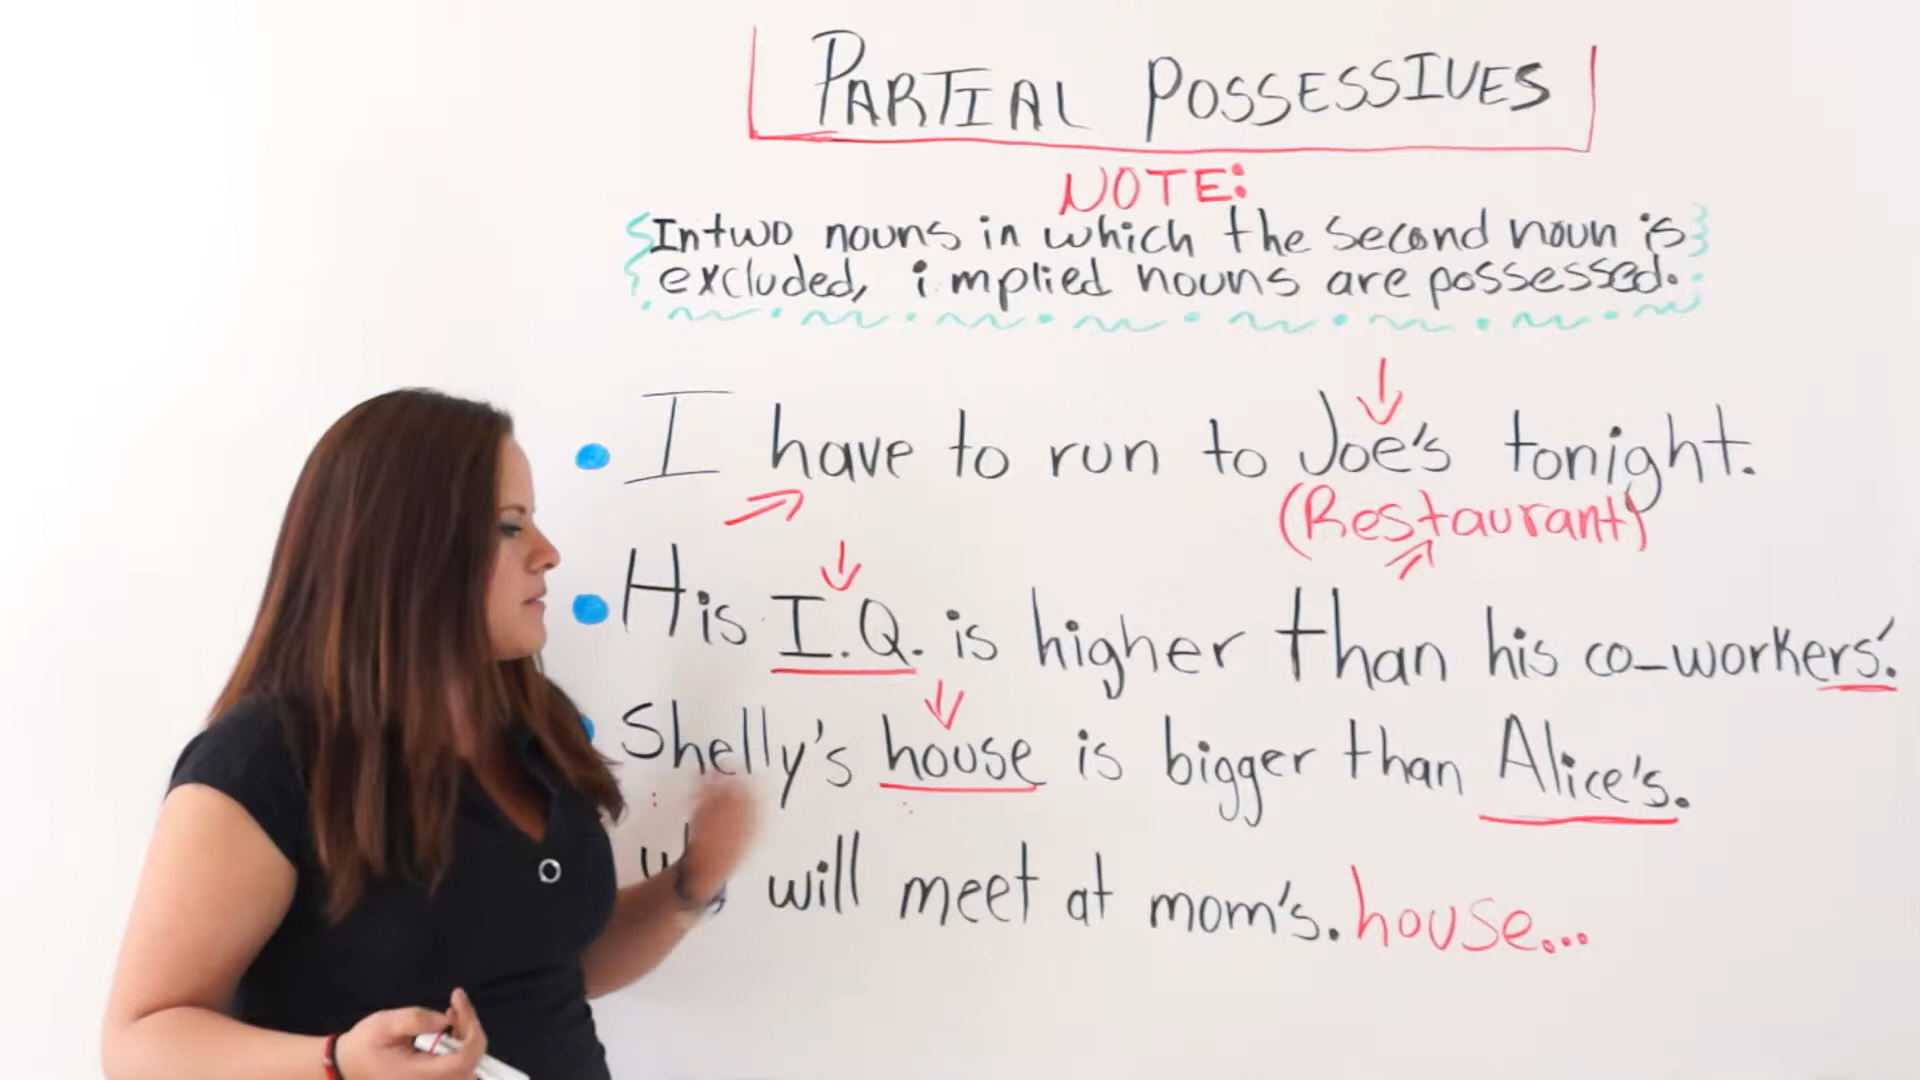 PARTIAL POSSESSIVES
NOTE:
In two nouns in which the second noun is
excluded, implied nouns are possessed.
I have to run to Joe's tonight.
(Restaurant)
His I.Q. is higher than his co-workers'.
Shelly's house is bigger than Alice's.
will meet at mom's. house...